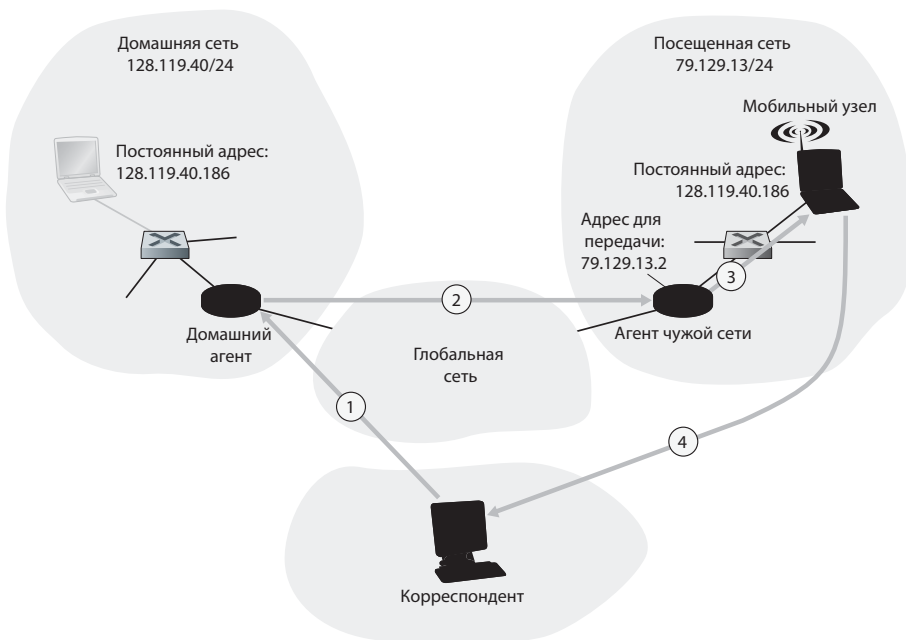 Домашняя сеть
128.119.40/24
Посещенная сеть
79.129.13/24
Мобильный узел
Постоянный адрес:
128.119.40.186
Постоянный адрес:
128.119.40.186
Адрес для
передачи:
79.129.13.2
3
2
Домашний
агент
Агент чужой сети
Глобальная
сеть
1
4
Корреспондент